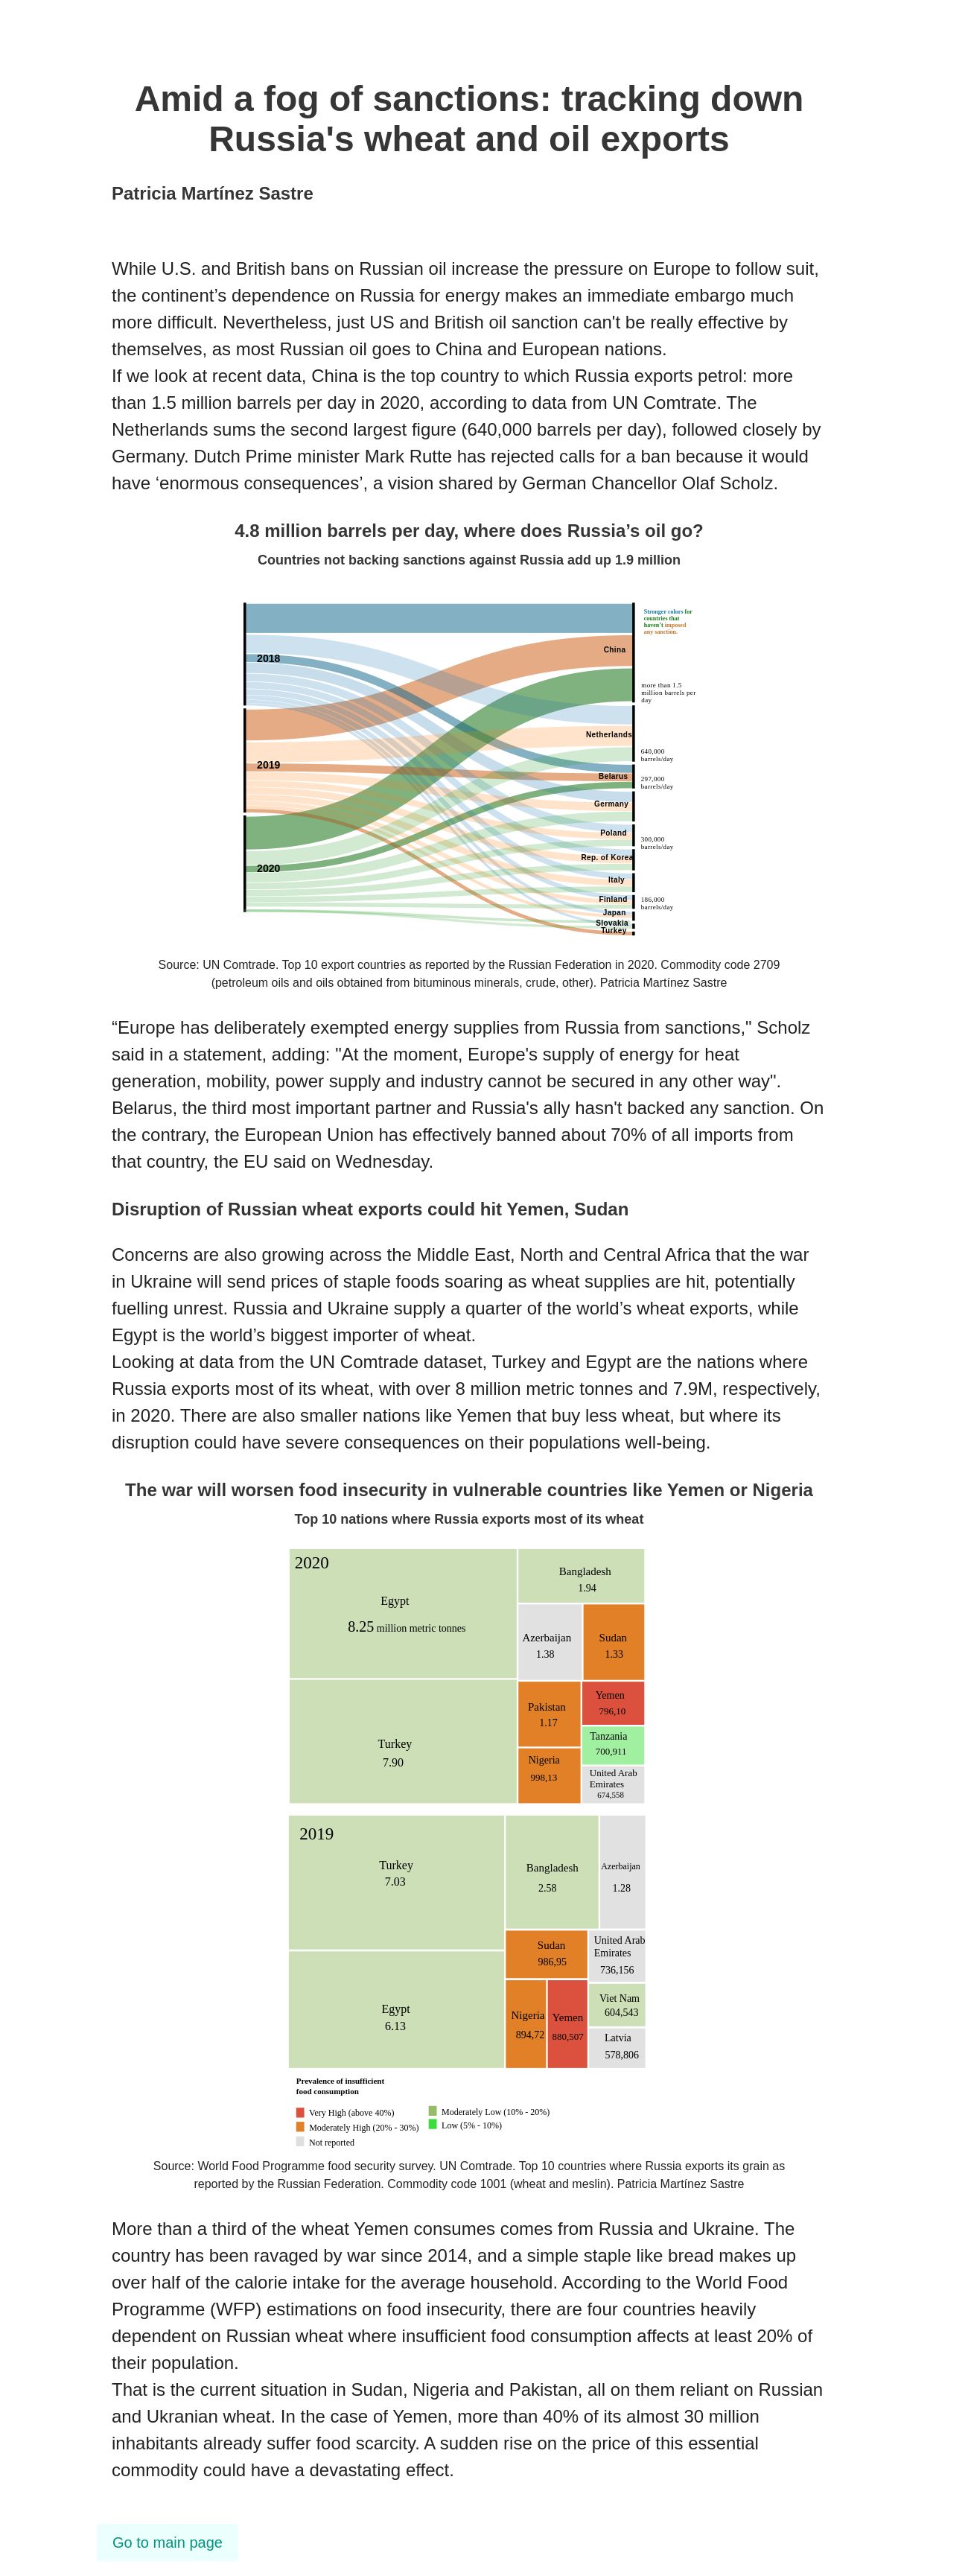 Amid a fog of sanctions: tracking down
Russia's wheat and oil exports
Patricia Martínez Sastre
While U.S. and British bans on Russian oil increase the pressure on Europe to follow suit,
the continent’s dependence on Russia for energy makes an immediate embargo much
more difficult. Nevertheless, just US and British oil sanction can't be really effective by
themselves, as most Russian oil goes to China and European nations.
If we look at recent data, China is the top country to which Russia exports petrol: more
than 1.5 million barrels per day in 2020, according to data from UN Comtrate. The
Netherlands sums the second largest figure (640,000 barrels per day), followed closely by
Germany. Dutch Prime minister Mark Rutte has rejected calls for a ban because it would
have ‘enormous consequences’, a vision shared by German Chancellor Olaf Scholz.
4.8 million barrels per day, where does Russia’s oil go?
Countries not backing sanctions against Russia add up 1.9 million
Stronger colors for
countries that
haven't imposed
any sanction.
China
2018
more than 1.5
million barrels per
day
Netherlands
640,000
barrels/day
2019
Belarus
297,000
barrels/day
Germany
Poland
300,000
barrels/day
Rep. of Korea
2020
Italy
Finland
186,000
barrels/day
Japan
Slovakia
Turkey
Source: UN Comtrade. Top 10 export countries as reported by the Russian Federation in 2020. Commodity code 2709
(petroleum oils and oils obtained from bituminous minerals, crude, other). Patricia Martínez Sastre
“Europe has deliberately exempted energy supplies from Russia from sanctions," Scholz
said in a statement, adding: "At the moment, Europe's supply of energy for heat
generation, mobility, power supply and industry cannot be secured in any other way".
Belarus, the third most important partner and Russia's ally hasn't backed any sanction. On
the contrary, the European Union has effectively banned about 70% of all imports from
that country, the EU said on Wednesday.
Disruption of Russian wheat exports could hit Yemen, Sudan
Concerns are also growing across the Middle East, North and Central Africa that the war
in Ukraine will send prices of staple foods soaring as wheat supplies are hit, potentially
fuelling unrest. Russia and Ukraine supply a quarter of the world’s wheat exports, while
Egypt is the world’s biggest importer of wheat.
Looking at data from the UN Comtrade dataset, Turkey and Egypt are the nations where
Russia exports most of its wheat, with over 8 million metric tonnes and 7.9M, respectively,
in 2020. There are also smaller nations like Yemen that buy less wheat, but where its
disruption could have severe consequences on their populations well-being.
The war will worsen food insecurity in vulnerable countries like Yemen or Nigeria
Top 10 nations where Russia exports most of its wheat
2020
Egypt
8.25 million metric tonnes
Bangladesh
1.94
Azerbaijan
1.38
Sudan
1.33
Turkey
7.90
Pakistan
1.17
Yemen
796,10
Tanzania
700,911
Nigeria
998,13
United Arab
Emirates
674,558
2019
Turkey
7.03
Bangladesh
2.58
Azerbaijan
1.28
Sudan
986,95
United Arab
Emirates
736,156
Egypt
6.13
Nigeria
894,72
Yemen
880,507
Viet Nam
604,543
Latvia
578,806
Prevalence of insufficient
food consumption
Very High (above 40%)
Moderately High (20% - 30%)
Not reported
Moderately Low (10% - 20%)
Low (5% - 10%)
Source: World Food Programme food security survey. UN Comtrade. Top 10 countries where Russia exports its grain as
reported by the Russian Federation. Commodity code 1001 (wheat and meslin). Patricia Martínez Sastre
More than a third of the wheat Yemen consumes comes from Russia and Ukraine. The
country has been ravaged by war since 2014, and a simple staple like bread makes up
over half of the calorie intake for the average household. According to the World Food
Programme (WFP) estimations on food insecurity, there are four countries heavily
dependent on Russian wheat where insufficient food consumption affects at least 20% of
their population.
That is the current situation in Sudan, Nigeria and Pakistan, all on them reliant on Russian
and Ukranian wheat. In the case of Yemen, more than 40% of its almost 30 million
inhabitants already suffer food scarcity. A sudden rise on the price of this essential
commodity could have a devastating effect.
Go to main page